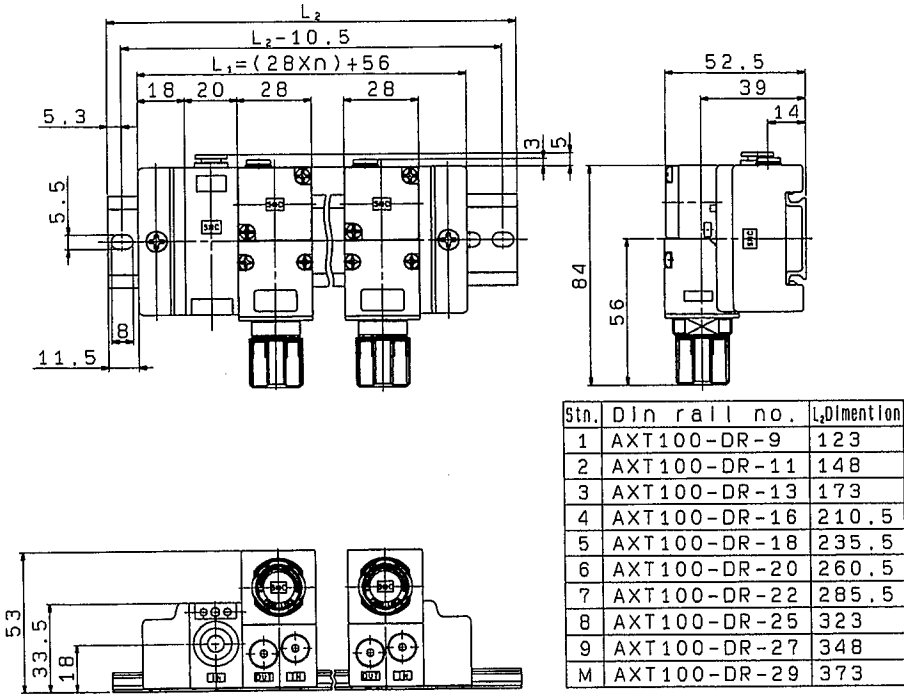 L₂
L₂-10.5
L₁=(28Xn)+56
18 20 28 28
5.3
5.5
8
11.5
3 5
SMC SMC SMC
52.5
39
14
84
56
SMC
53
33.5
18
SMC SMC
IN OUT IN OUT IN
Stn. Din rail no. L₂Dimention
1 AXT100-DR-9 123
2 AXT100-DR-11 148
3 AXT100-DR-13 173
4 AXT100-DR-16 210.5
5 AXT100-DR-18 235.5
6 AXT100-DR-20 260.5
7 AXT100-DR-22 285.5
8 AXT100-DR-25 323
9 AXT100-DR-27 348
M AXT100-DR-29 373